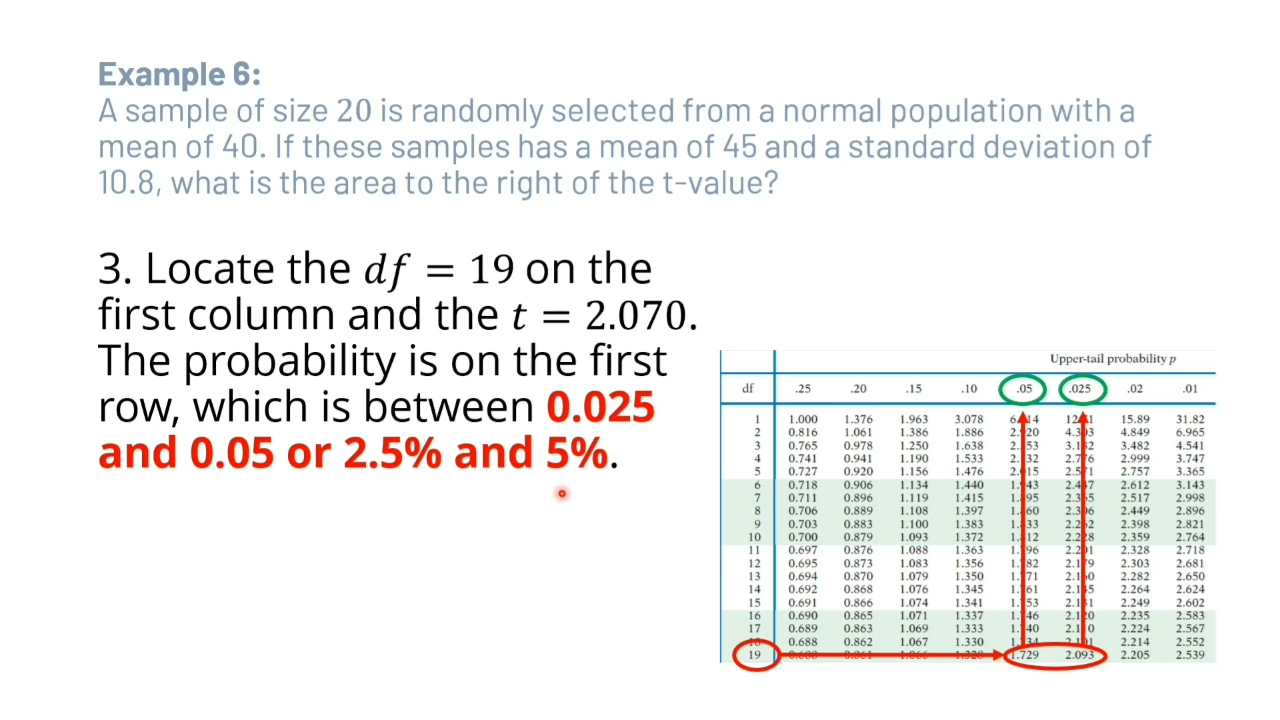 Example 6:
A sample of size 20 is randomly selected from a normal population with a
mean of 40. If these samples has a mean of 45 and a standard deviation of
10.8, what is the area to the right of the t-value?
3. Locate the df = 19 on the
first column and the t = 2.070.
The probability is on the first
row, which is between 0.025
and 0.05 or 2.5% and 5%.
Upper-tail probability p
df .25 .20 .15 .10 .05 .025 .02 .01
1 1.000 1.376 1.963 3.078 15.89 31.82
2 0.816 1.061 1.386 1.886 4.849 6.965
3 0.765 0.978 1.250 1.638 3.482 4.541
4 0.741 0.941 1.190 1.533 2.999 3.747
5 0.727 0.920 1.156 1.476 2.757 3.365
6 0.718 0.906 1.134 1.440 2.612 3.143
7 0.711 0.896 1.119 1.415 2.517 2.998
8 0.706 0.889 1.108 1.397 2.449 2.896
9 0.703 0.883 1.100 1.383 2.398 2.821
10 0.700 0.879 1.093 1.372 2.359 2.764
11 0.697 0.876 1.088 1.363 2.328 2.718
12 0.695 0.873 1.083 1.356 2.303 2.681
13 0.694 0.870 1.079 1.350 2.282 2.650
14 0.692 0.868 1.076 1.345 2.264 2.624
15 0.691 0.866 1.074 1.341 2.249 2.602
16 0.690 0.865 1.071 1.337 2.235 2.583
17 0.689 0.863 1.069 1.333 2.224 2.567
18 0.688 0.862 1.067 1.330 2.214 2.552
19 1.729 2.093 2.205 2.539